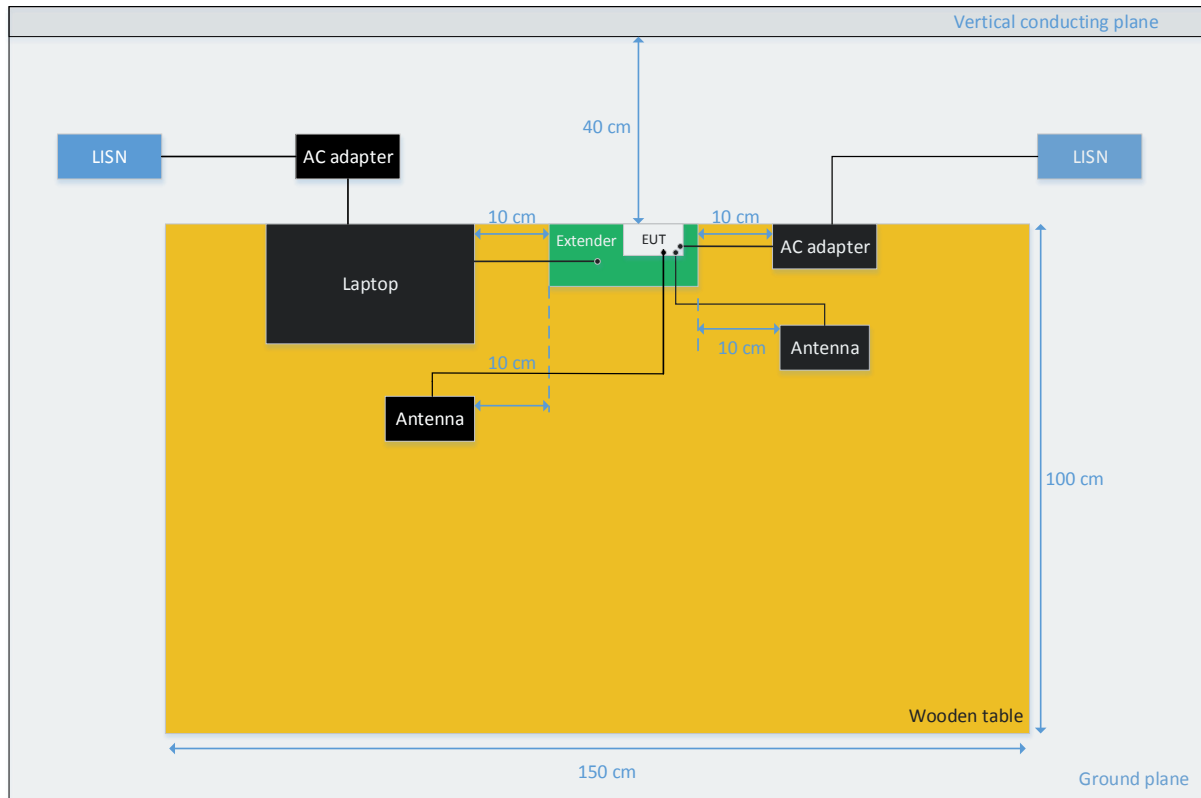 Vertical conducting plane
40 cm
LISN
AC adapter
LISN
10 cm
10 cm
Extender
EUT
AC adapter
Laptop
Antenna
10 cm
10 cm
Antenna
100 cm
Wooden table
150 cm
Ground plane